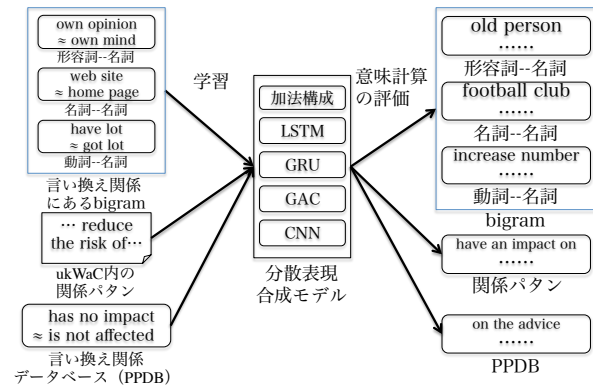 own opinion
≈ own mind
形容詞--名詞
web site
≈ home page
名詞--名詞
have lot
≈ got lot
動詞--名詞
言い換え関係
にあるbigram
… reduce
the risk of…
ukWaC内の
関係パタン
has no impact
≈ is not affected
言い換え関係
データベース（PPDB）
学習
加法構成
LSTM
GRU
GAC
CNN
分散表現
合成モデル
意味計算
の評価
old person
……
形容詞--名詞
football club
……
名詞--名詞
increase number
……
動詞--名詞
bigram
have an impact on
……
関係パタン
on the advice
……
PPDB